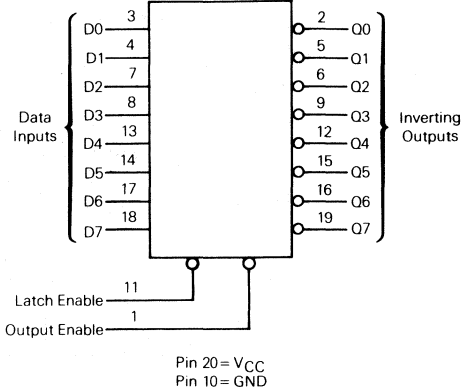 3
2
D0
Q0
4
5
D1
Q1
7
6
D2
Q2
8
9
D3
Q3
Data
Inputs
Inverting
Outputs
13
12
D4
Q4
14
15
D5
Q5
17
16
D6
Q6
18
19
D7
Q7
11
Latch Enable
1
Output Enable
Pin 20 = VCC
Pin 10 = GND